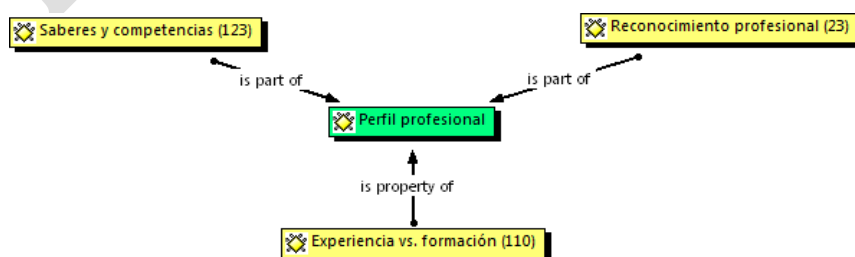 Saberes y competencias (123)
Reconocimiento profesional (23)
is part of
is part of
Perfil profesional
is property of
Experiencia vs. formación (110)